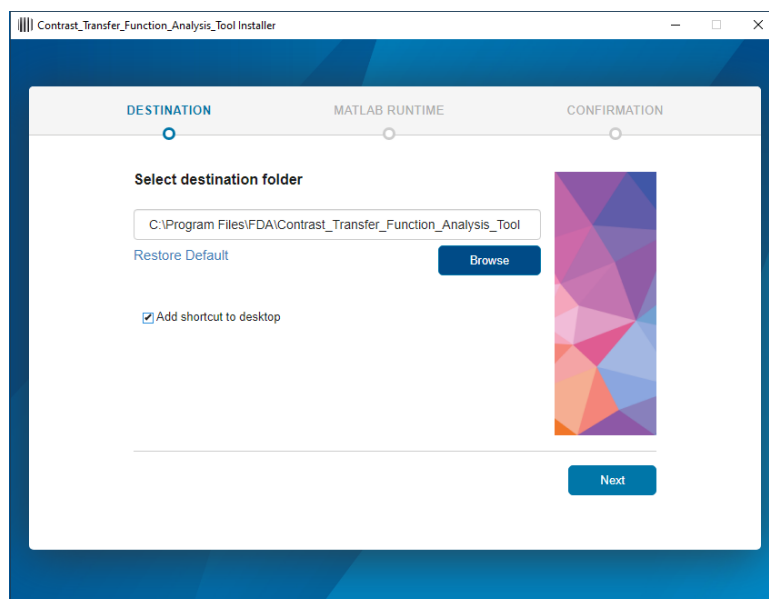 Contrast_Transfer_Function_Analysis_Tool Installer
DESTINATION MATLAB RUNTIME CONFIRMATION
Select destination folder
C:\Program Files\FDA\Contrast_Transfer_Function_Analysis_Tool
Restore Default Browse
Add shortcut to desktop
Next